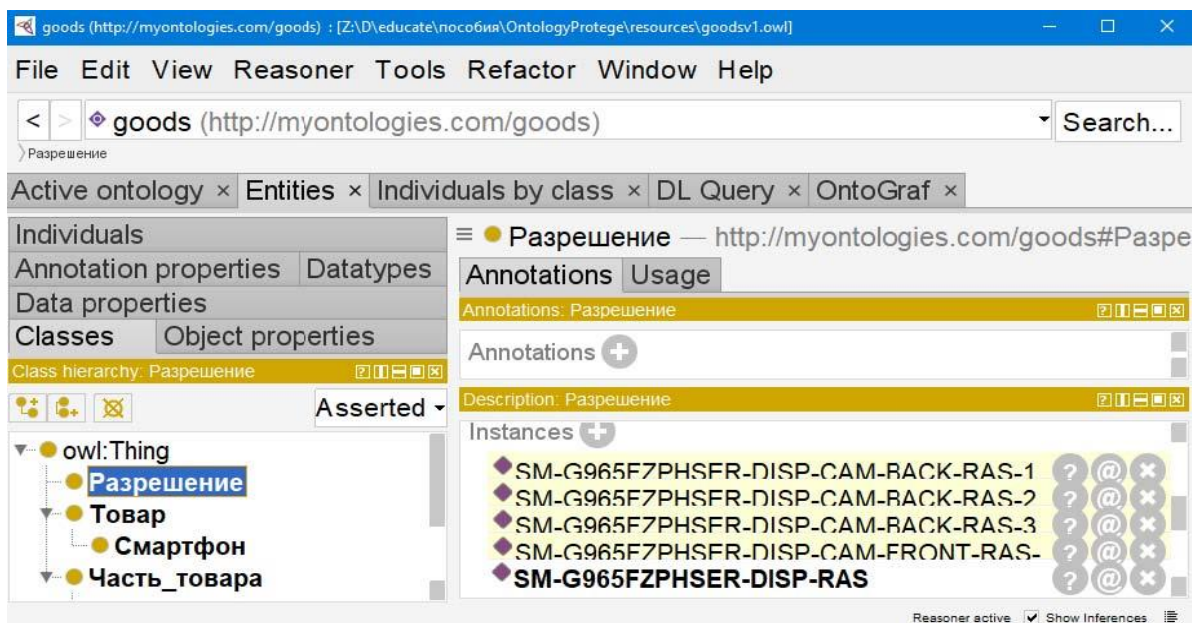 goods (http://myontologies.com/goods) : [Z:\D\educate\пособия\OntologyProtege\resources\goodsv1.owl]
File Edit View Reasoner Tools Refactor Window Help
< > goods (http://myontologies.com/goods) Search...
Разрешение
Active ontology × Entities × Individuals by class × DL Query × OntoGraf ×
Individuals
Annotation properties Datatypes
Data properties
Classes Object properties
Class hierarchy: Разрешение
Asserted
owl:Thing
Разрешение
Товар
Смартфон
Часть_товара
Разрешение — http://myontologies.com/goods#Разре
Annotations Usage
Annotations: Разрешение
Annotations
Description: Разрешение
Instances
SM-G965FZPHSER-DISP-CAM-BACK-RAS-1
SM-G965FZPHSER-DISP-CAM-BACK-RAS-2
SM-G965FZPHSER-DISP-CAM-BACK-RAS-3
SM-G965FZPHSER-DISP-CAM-FRONT-RAS-
SM-G965FZPHSER-DISP-RAS
Reasoner active Show Inferences